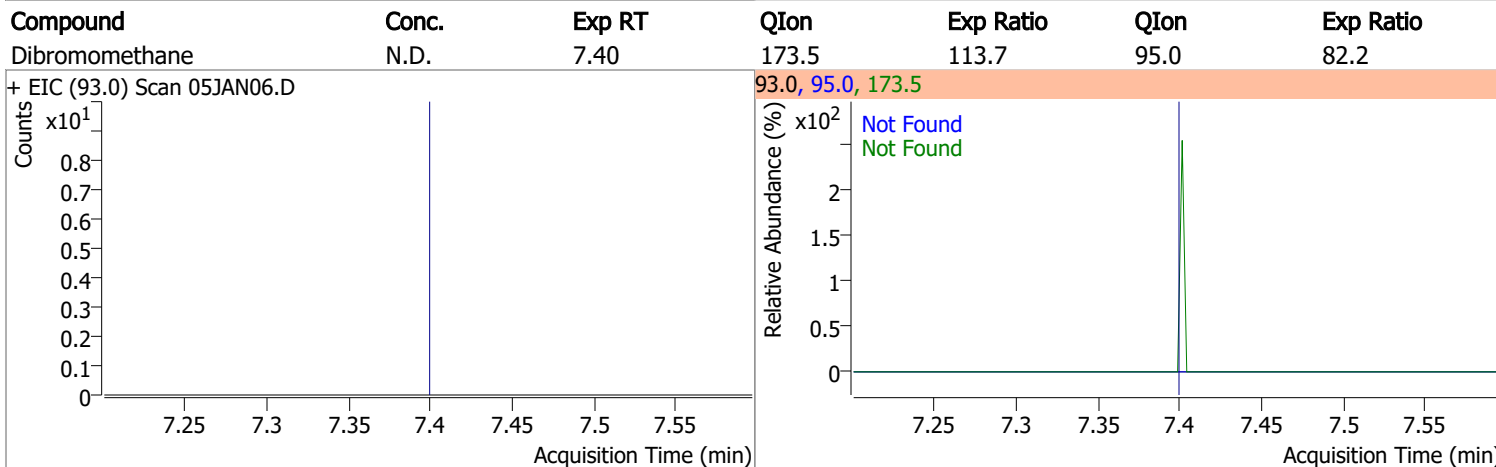 Compound Conc. Exp RT QIon Exp Ratio QIon Exp Ratio
Dibromomethane N.D. 7.40 173.5 113.7 95.0 82.2
+ EIC (93.0) Scan 05JAN06.D
Counts
x10¹
0.8
0.7
0.6
0.5
0.4
0.3
0.2
0.1
0
7.25 7.3 7.35 7.4 7.45 7.5 7.55
Acquisition Time (min)
93.0, 95.0, 173.5
Relative Abundance (%)
x10²
Not Found
Not Found
2
1.5
1
0.5
0
7.25 7.3 7.35 7.4 7.45 7.5 7.55
Acquisition Time (min)